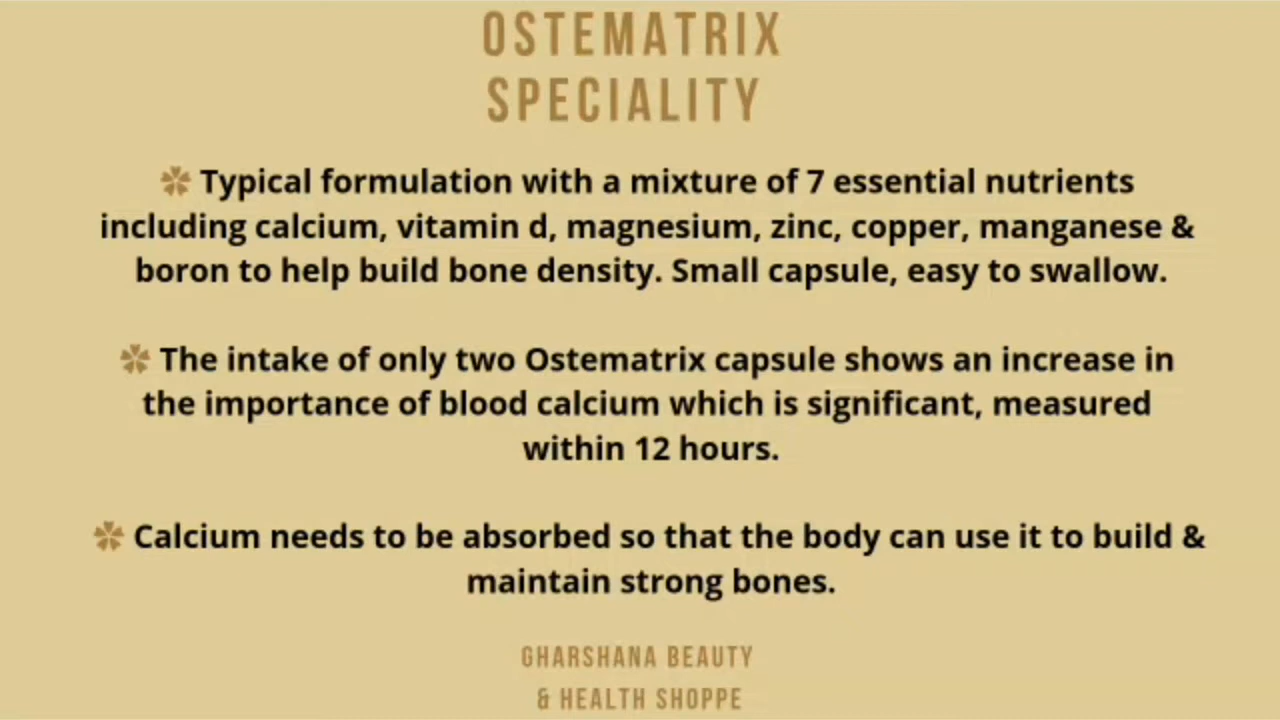 OSTEMATRIX
SPECIALITY
✽ Typical formulation with a mixture of 7 essential nutrients
including calcium, vitamin d, magnesium, zinc, copper, manganese &
boron to help build bone density. Small capsule, easy to swallow.
✽ The intake of only two Ostematrix capsule shows an increase in
the importance of blood calcium which is significant, measured
within 12 hours.
✽ Calcium needs to be absorbed so that the body can use it to build &
maintain strong bones.
GHARSHANA BEAUTY
& HEALTH SHOPPE